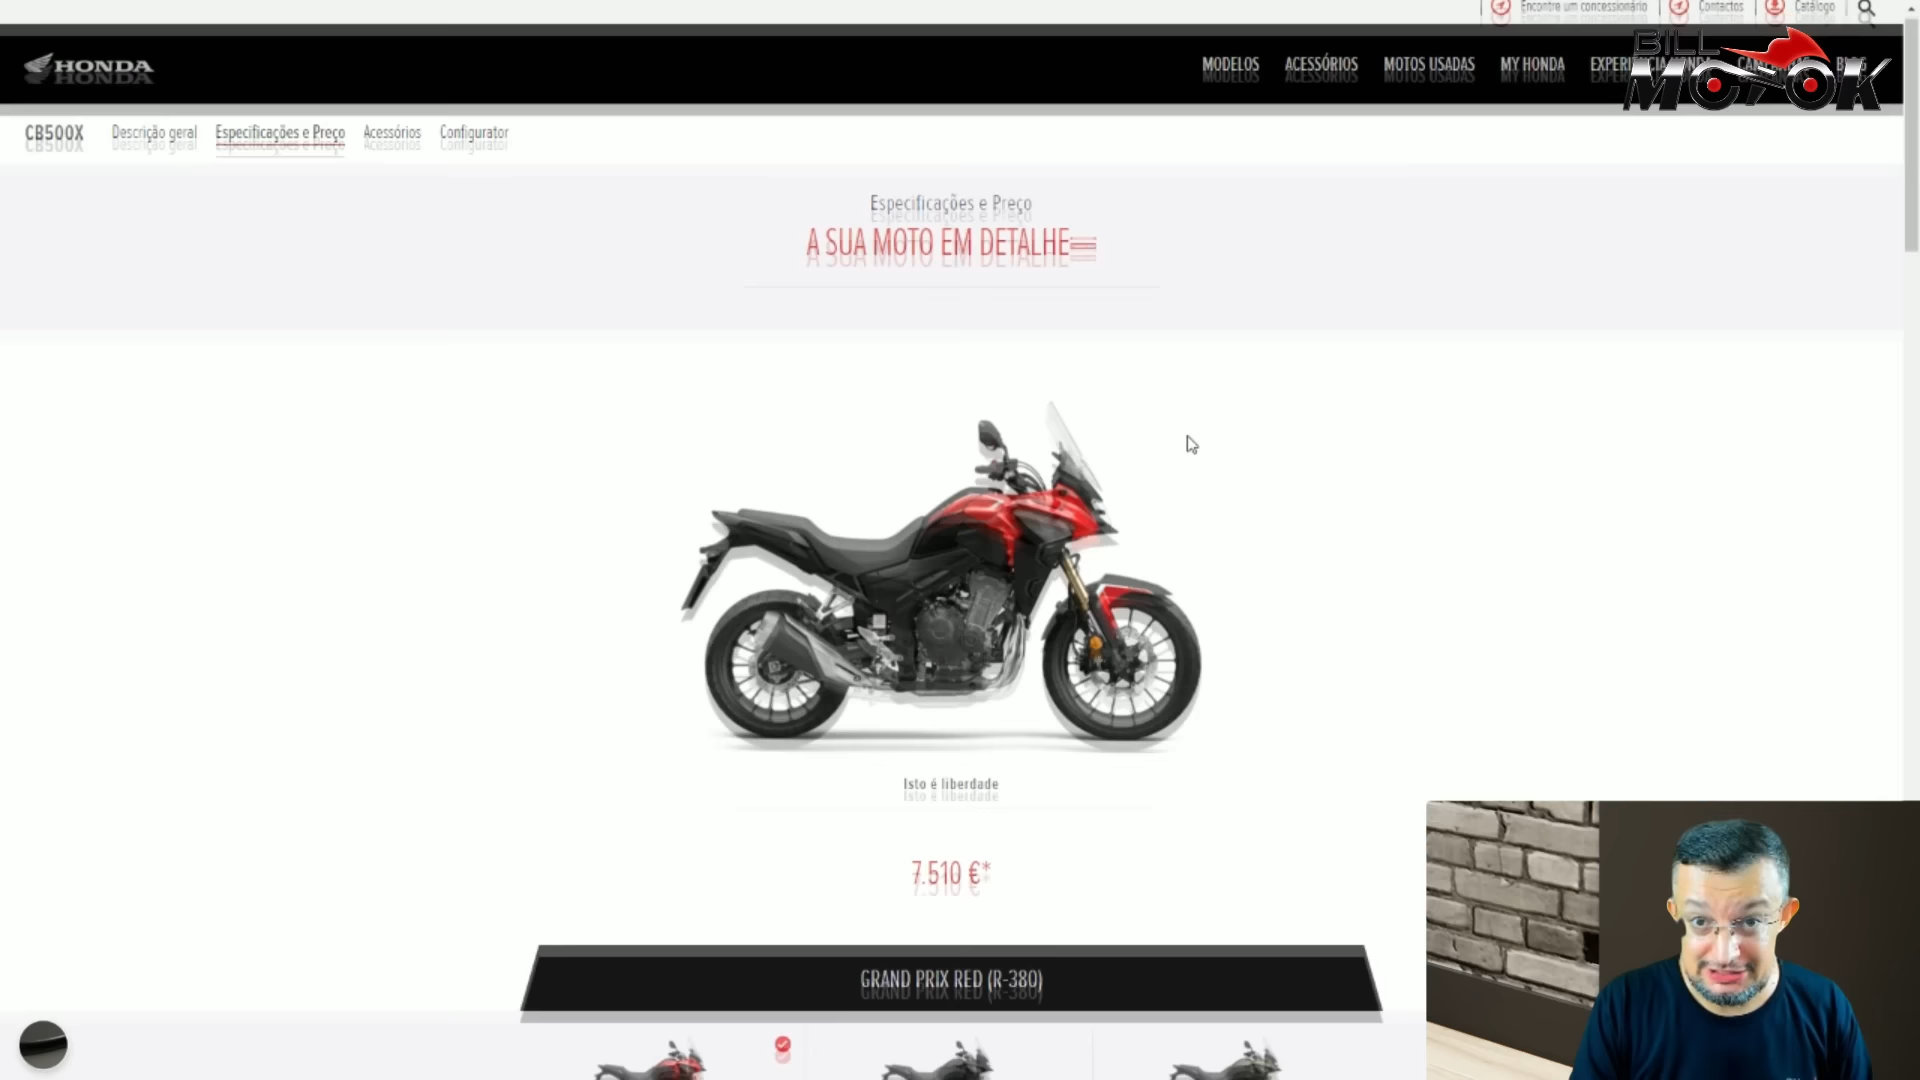 Encontre um concessionário
Contactos
Catálogo
BILL
MOTOK
HONDA
MODELOS
ACESSÓRIOS
MOTOS USADAS
MY HONDA
CB500X
Descrição geral
Especificações e Preço
Acessórios
Configurator
Especificações e Preço
A SUA MOTO EM DETALHE
Isto é liberdade
7.510 €*
GRAND PRIX RED (R-380)